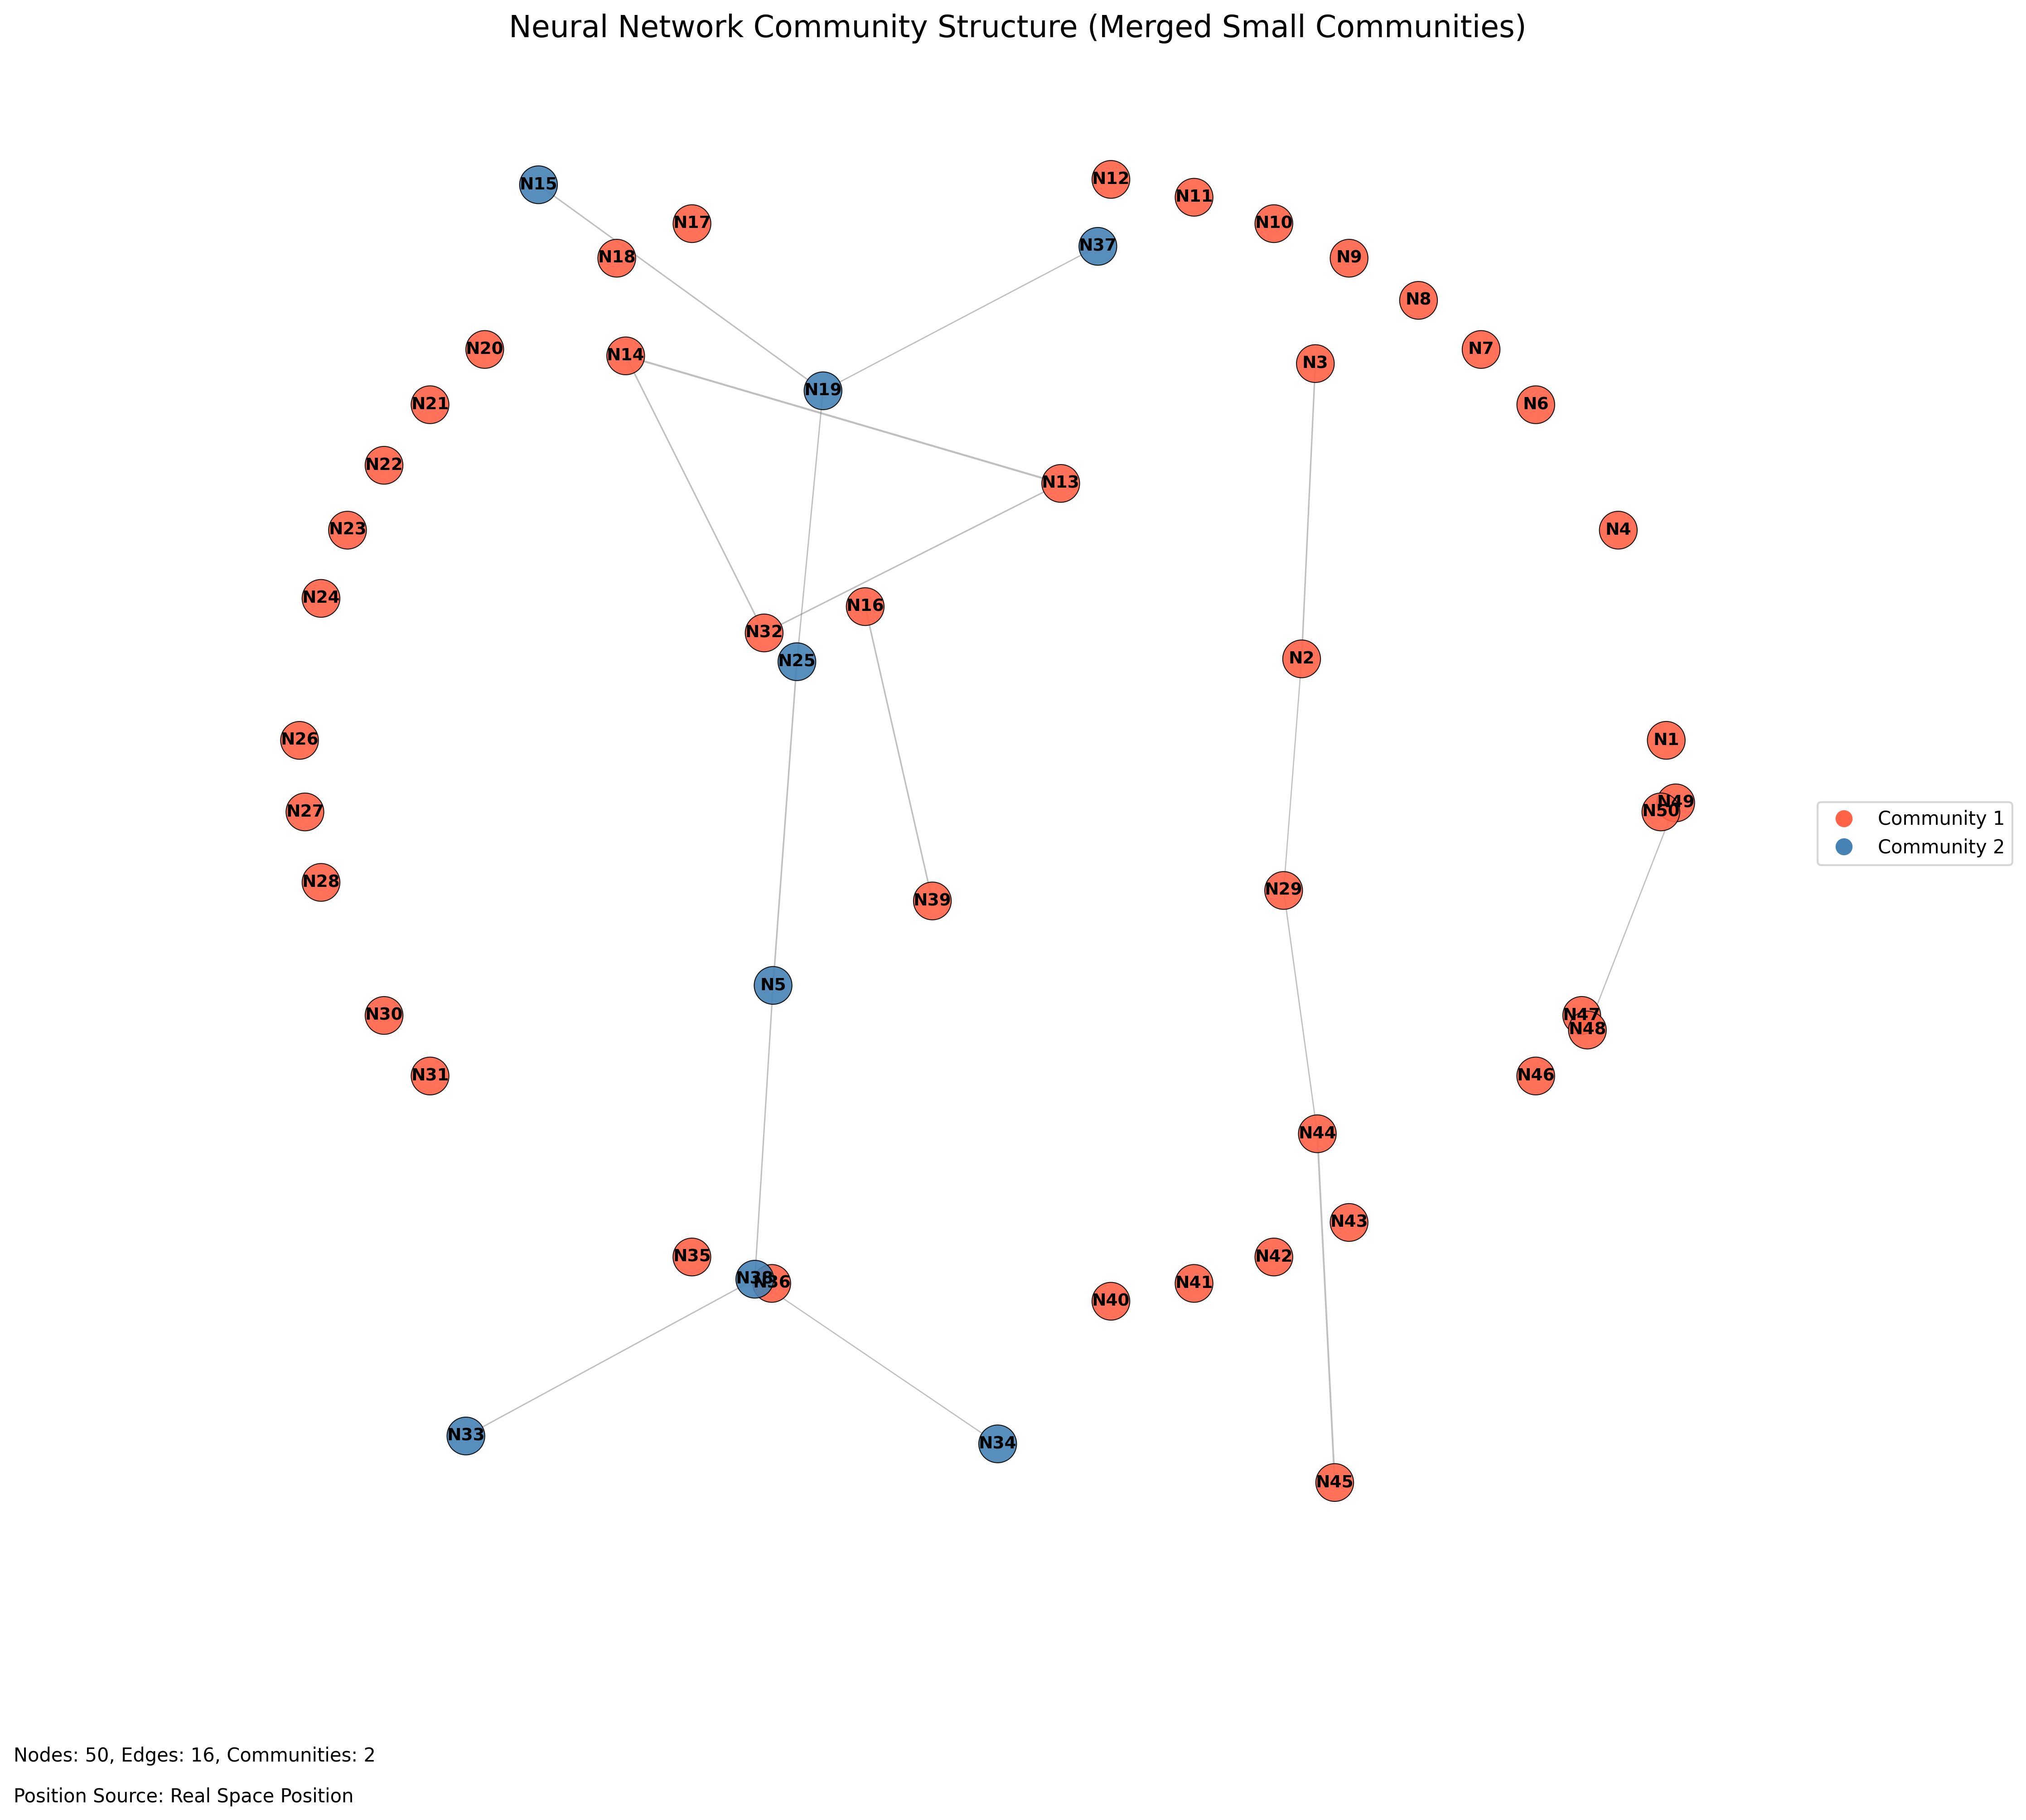 Neural Network Community Structure (Merged Small Communities)
N12
N15
N11
N10
N17
N37
N18
N9
N8
N20
N7
N14
N3
N19
N21
N6
N22
N13
N23
N4
N24
N16
N32
N2
N25
N26
N1
N49
N50
N27
Community 1
Community 2
N28
N29
N39
N5
N30
N47
N48
N31
N46
N44
N43
N35
N42
N38
N36
N41
N40
N33
N34
N45
Nodes: 50, Edges: 16, Communities: 2
Position Source: Real Space Position